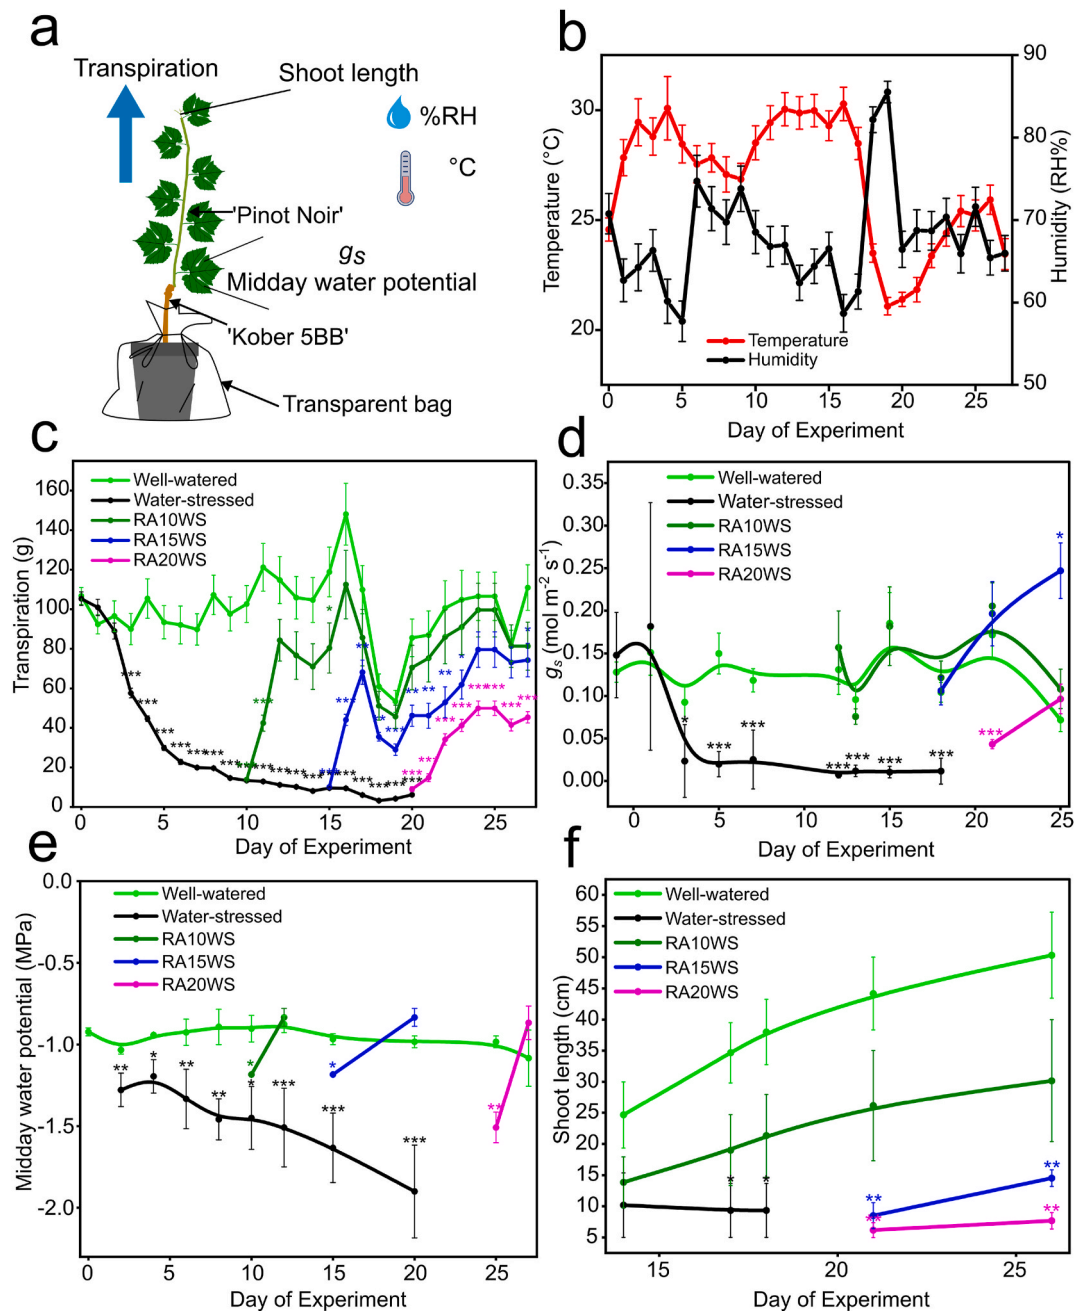 a
Transpiration
Shoot length
%RH
°C
'Pinot Noir'
gs
Midday water potential
'Kober 5BB'
Transparent bag
b
Temperature (°C)
30
25
20
Humidity (RH%)
90
80
70
60
50
Temperature
Humidity
0 5 10 15 20 25
Day of Experiment
c
Transpiration (g)
160
140
120
100
80
60
40
20
0
Well-watered
Water-stressed
RA10WS
RA15WS
RA20WS
0 5 10 15 20 25
Day of Experiment
d
gs (mol m-2 s-1)
0.35
0.30
0.25
0.20
0.15
0.10
0.05
0.00
Well-watered
Water-stressed
RA10WS
RA15WS
RA20WS
0 5 10 15 20 25
Day of Experiment
e
Midday water potential (MPa)
0.0
-0.5
-1.0
-1.5
-2.0
Well-watered
Water-stressed
RA10WS
RA15WS
RA20WS
0 5 10 15 20 25
Day of Experiment
f
Shoot length (cm)
60
55
50
45
40
35
30
25
20
15
10
5
Well-watered
Water-stressed
RA10WS
RA15WS
RA20WS
15 20 25
Day of Experiment